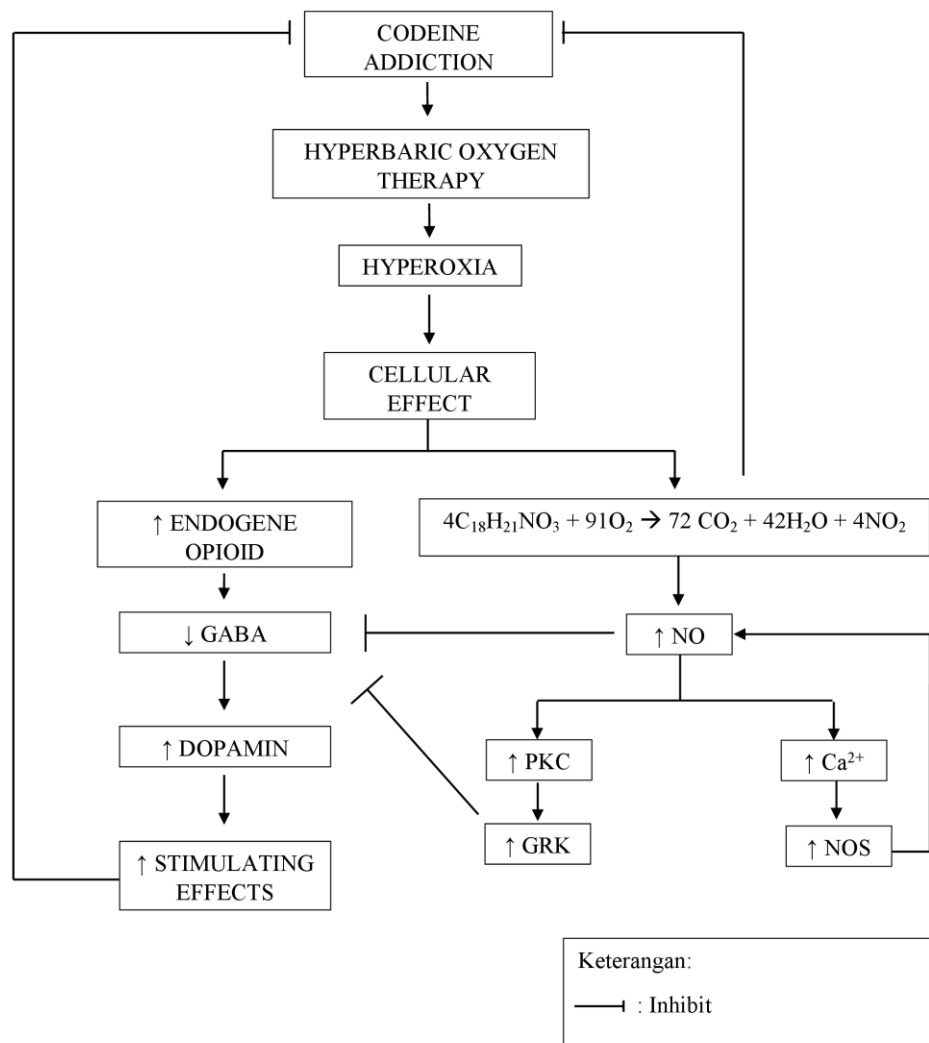 CODEINE
ADDICTION
HYPERBARIC OXYGEN
THERAPY
HYPEROXIA
CELLULAR
EFFECT
↑ ENDOGENE
OPIOID
4C₁₈H₂₁NO₃ + 91O₂ → 72 CO₂ + 42H₂O + 4NO₂
↓ GABA
↑ NO
↑ DOPAMIN
↑ PKC
↑ Ca²⁺
↑ GRK
↑ NOS
↑ STIMULATING
EFFECTS
Keterangan:
: Inhibit